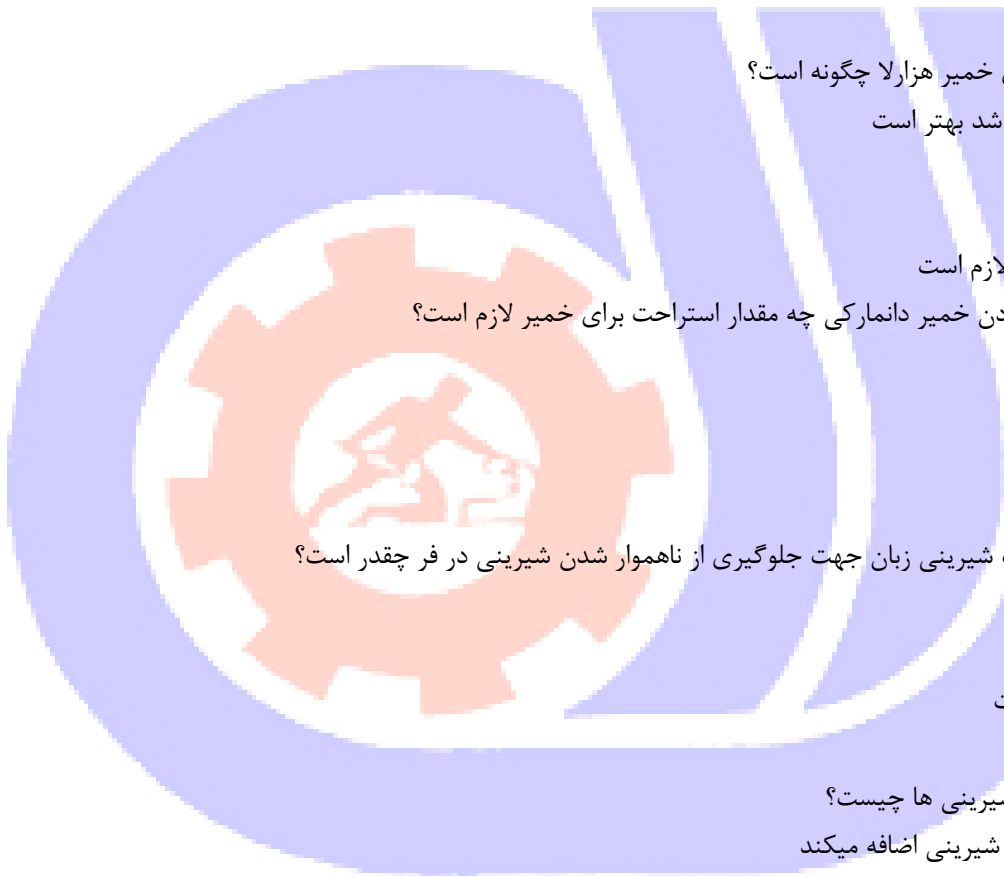 خمیر هزارلا چگونه است؟
شد بهتر است
لازم است
خمیر دانمارکی چه مقدار استراحت برای خمیر لازم است؟
شیرینی زبان جهت جلوگیری از ناهموار شدن شیرینی در فر چقدر است؟
شیرینی ها چیست؟
شیرینی اضافه میکند